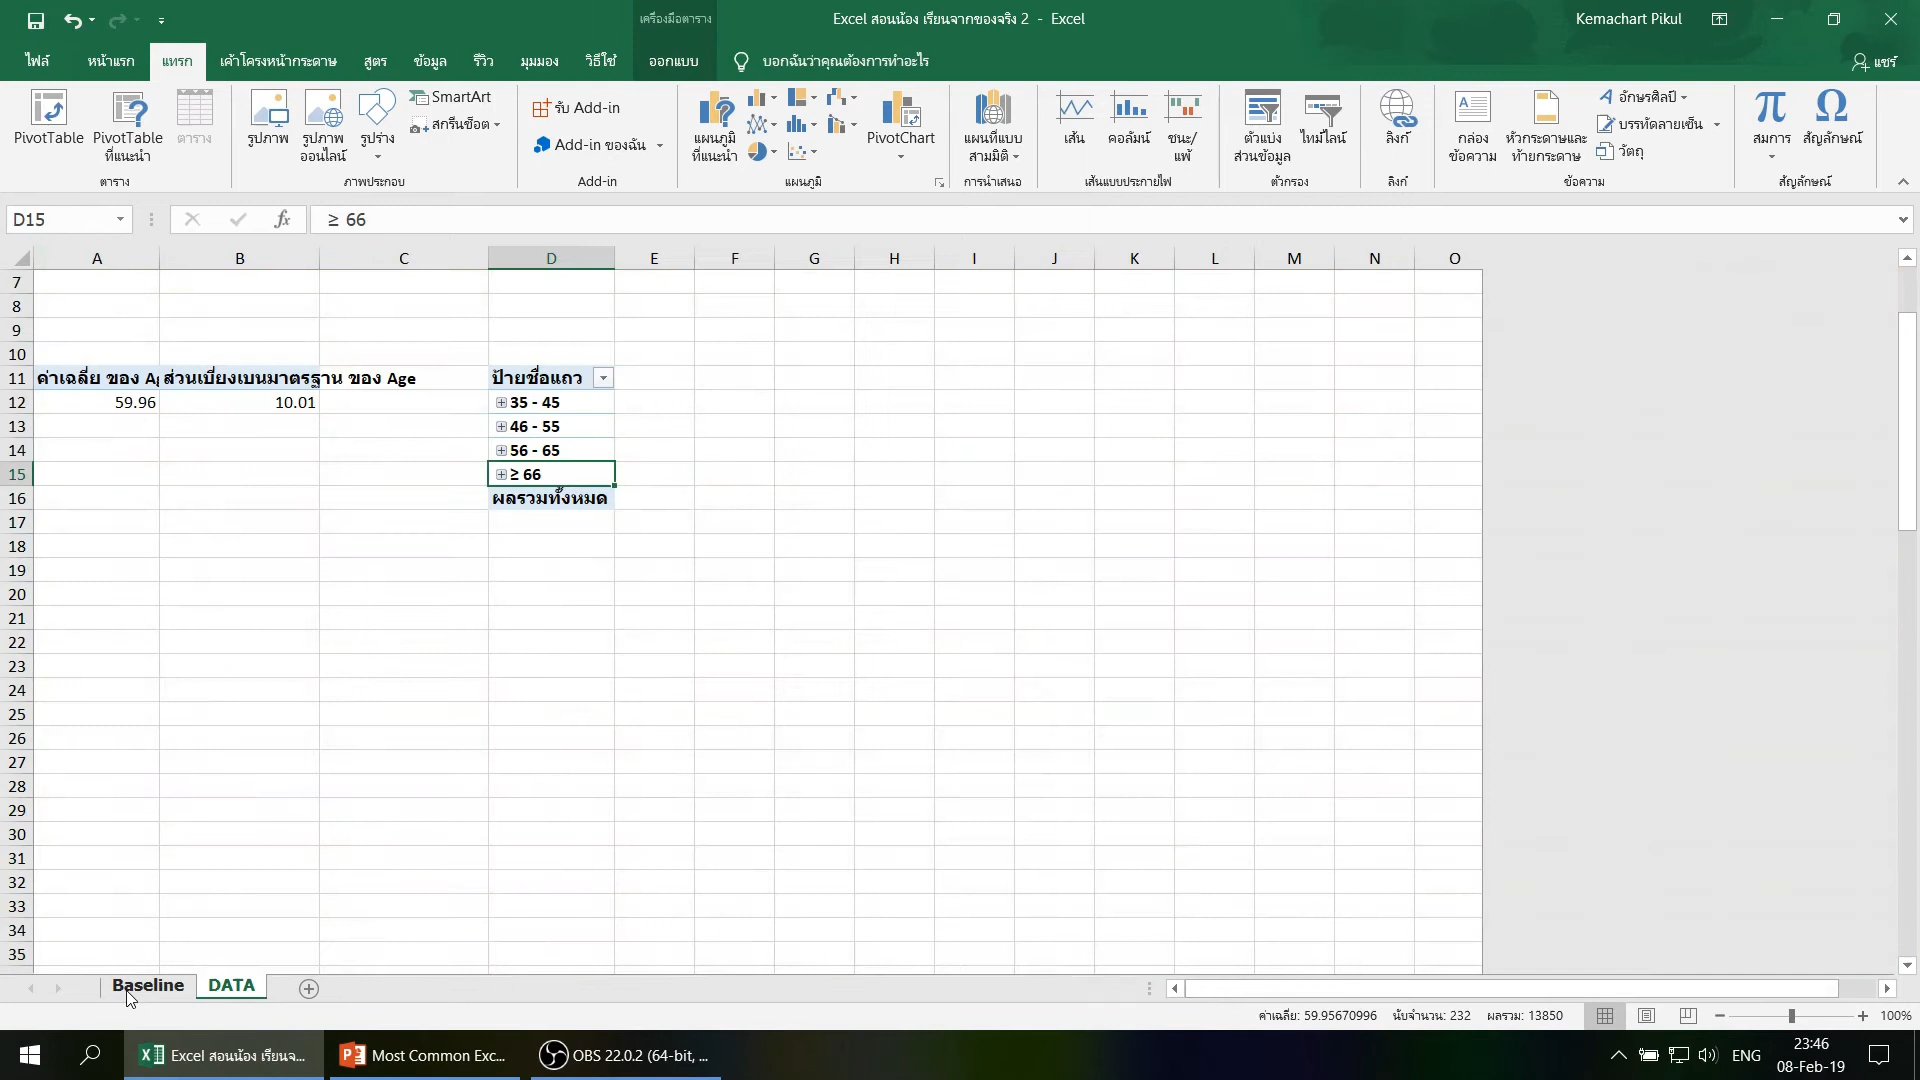 เครื่องมือตาราง
Excel สอนน้อง เรียนจากของจริง 2 - Excel
Kemachart Pikul
ไฟล์ หน้าแรก แทรก เค้าโครงหน้ากระดาษ สูตร ข้อมูล รีวิว มุมมอง วิธีใช้ ออกแบบ บอกฉันว่าคุณต้องการทำอะไร แชร์
PivotTable
PivotTable
ที่แนะนำ
ตาราง
ตาราง
รูปภาพ
รูปภาพ
ออนไลน์
รูปร่าง
SmartArt
สกรีนช็อต
ภาพประกอบ
รับ Add-in
Add-in ของฉัน
Add-in
แผนภูมิ
ที่แนะนำ
PivotChart
แผนภูมิ
แผนที่แบบ
สามมิติ
การนำเสนอ
เส้น
คอลัมน์
ชนะ/
แพ้
เส้นแบบประกายไฟ
ตัวแบ่ง
ส่วนข้อมูล
ไทม์ไลน์
ตัวกรอง
ลิงก์
ลิงก์
กล่อง
ข้อความ
หัวกระดาษและ
ท้ายกระดาษ
อักษรศิลป์
บรรทัดลายเซ็น
วัตถุ
ข้อความ
สมการ
สัญลักษณ์
สัญลักษณ์
D15 fx ≥ 66
A B C D E F G H I J K L M N O
7
8
9
10
11 ค่าเฉลี่ย ของ Ag ส่วนเบี่ยงเบนมาตรฐาน ของ Age ป้ายชื่อแถว
12 59.96 10.01 35 - 45
13 46 - 55
14 56 - 65
15 ≥ 66
16 ผลรวมทั้งหมด
17
18
19
20
21
22
23
24
25
26
27
28
29
30
31
32
33
34
35
Baseline DATA
ค่าเฉลี่ย: 59.95670996 นับจำนวน: 232 ผลรวม: 13850 100%
Excel สอนน้อง เรียนจ... Most Common Exc... OBS 22.0.2 (64-bit, ... ENG
23:46
08-Feb-19